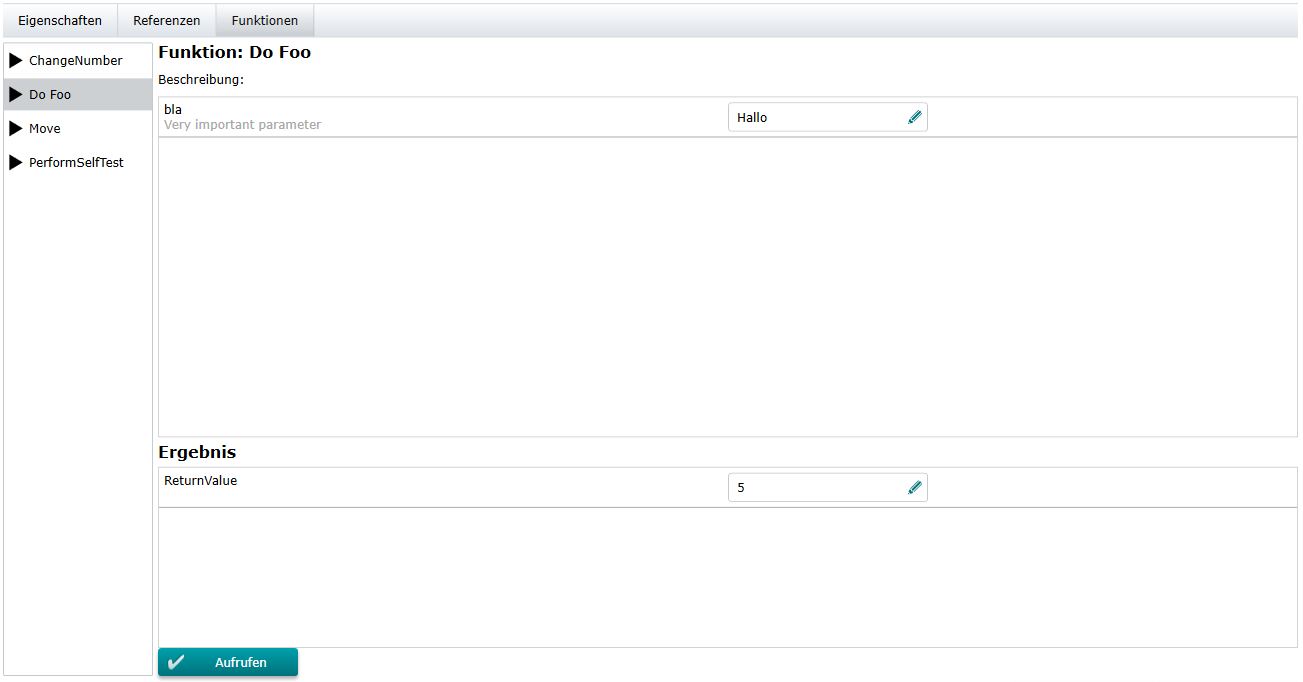 Eigenschaften Referenzen Funktionen
ChangeNumber
Do Foo
Move
PerformSelfTest
Funktion: Do Foo
Beschreibung:
bla
Very important parameter
Hallo
Ergebnis
ReturnValue
5
Aufrufen